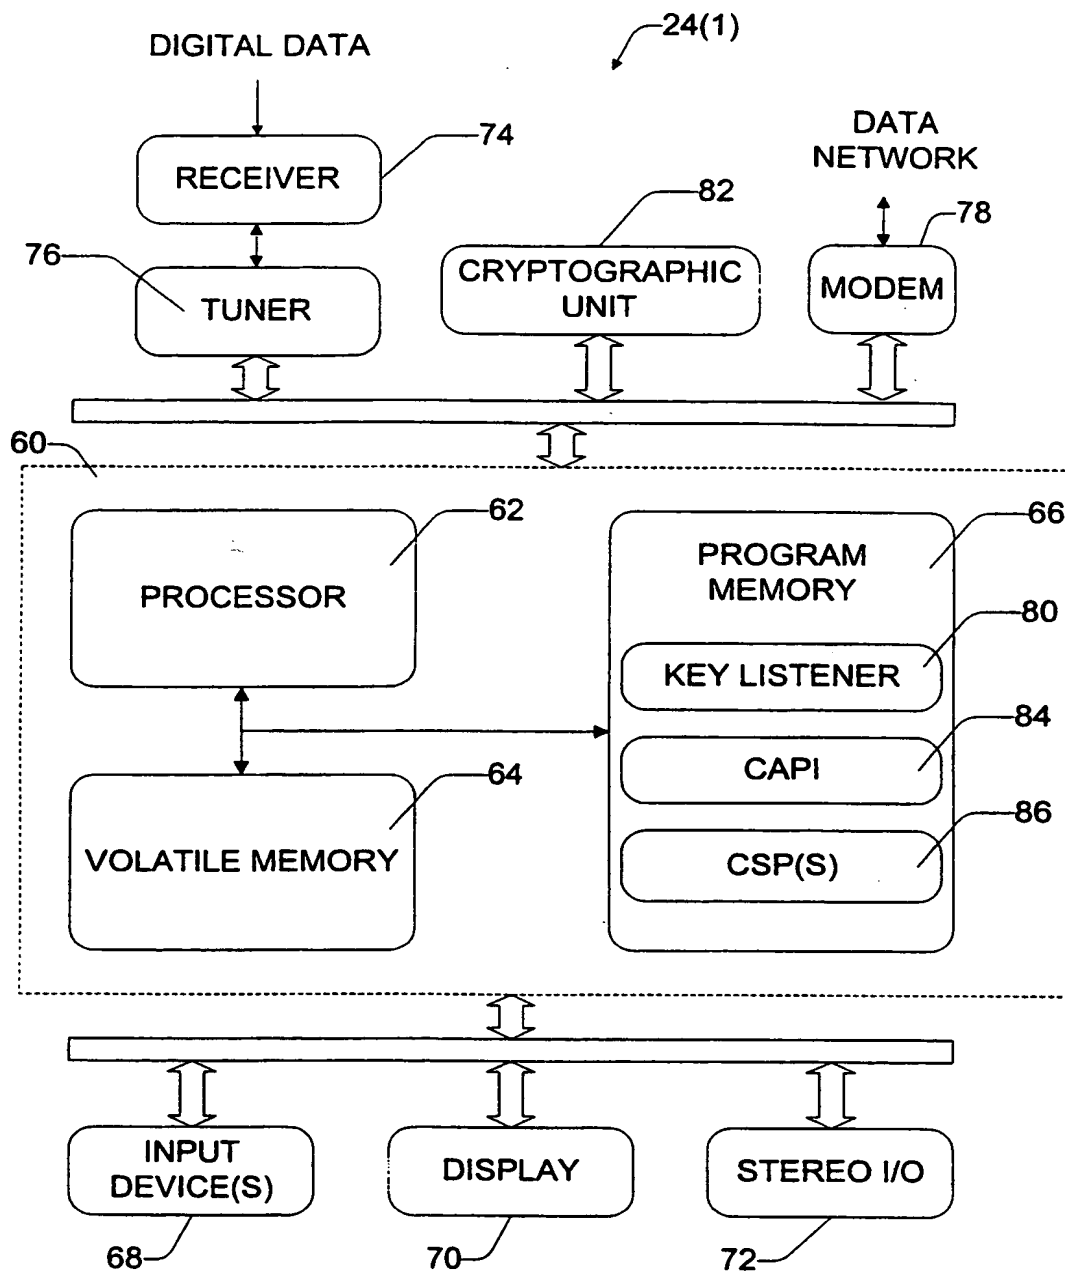 24(1)
DIGITAL DATA
74
RECEIVER
DATA
NETWORK
82
78
76
TUNER
CRYPTOGRAPHIC
UNIT
MODEM
60
62
66
PROCESSOR
PROGRAM
MEMORY
80
KEY LISTENER
84
CAPI
64
86
VOLATILE MEMORY
CSP(S)
INPUT
DEVICE(S)
DISPLAY
STEREO I/O
68
70
72